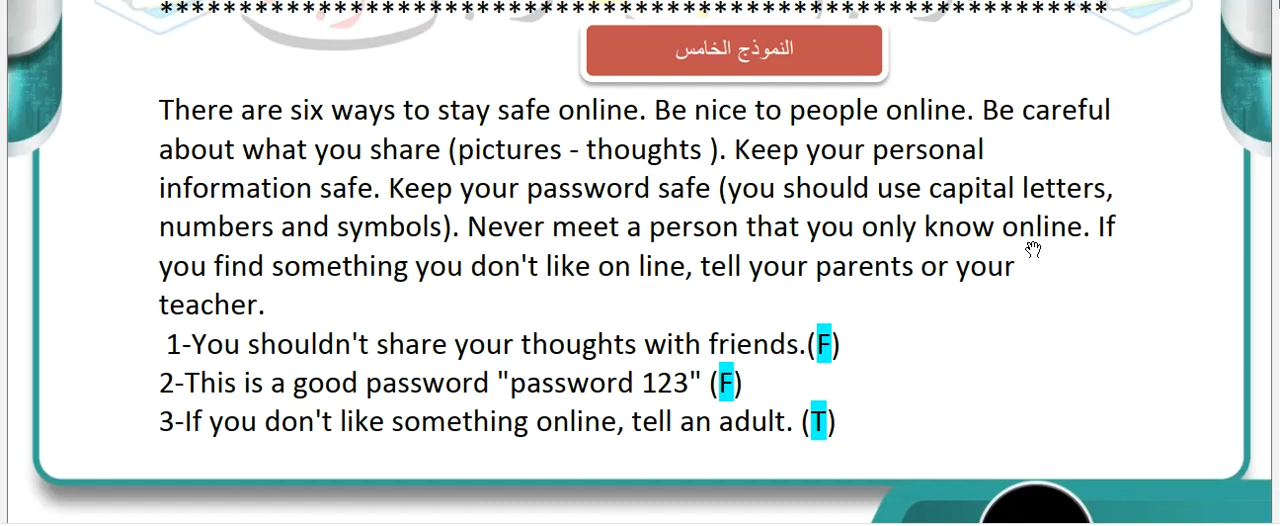 ************************************************************
النموذج الخامس
There are six ways to stay safe online. Be nice to people online. Be careful
about what you share (pictures - thoughts ). Keep your personal
information safe. Keep your password safe (you should use capital letters,
numbers and symbols). Never meet a person that you only know online. If
you find something you don't like on line, tell your parents or your
teacher.
1-You shouldn't share your thoughts with friends.(F)
2-This is a good password "password 123" (F)
3-If you don't like something online, tell an adult. (T)